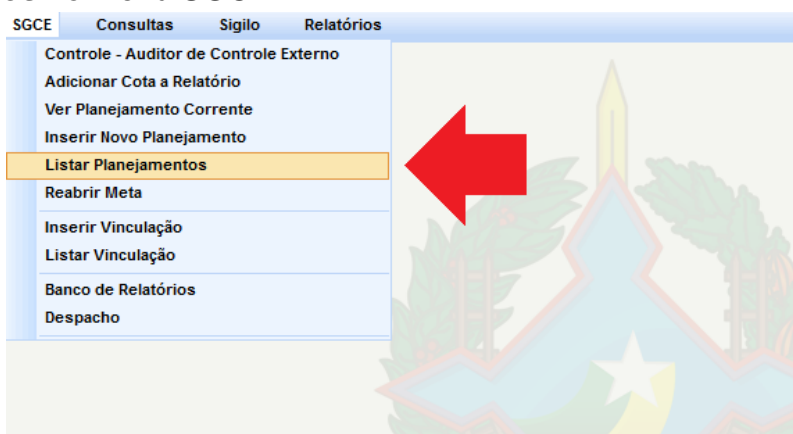 SGCE Consultas Sigilo Relatórios
Controle - Auditor de Controle Externo
Adicionar Cota a Relatório
Ver Planejamento Corrente
Inserir Novo Planejamento
Listar Planejamentos
Reabrir Meta
Inserir Vinculação
Listar Vinculação
Banco de Relatórios
Despacho